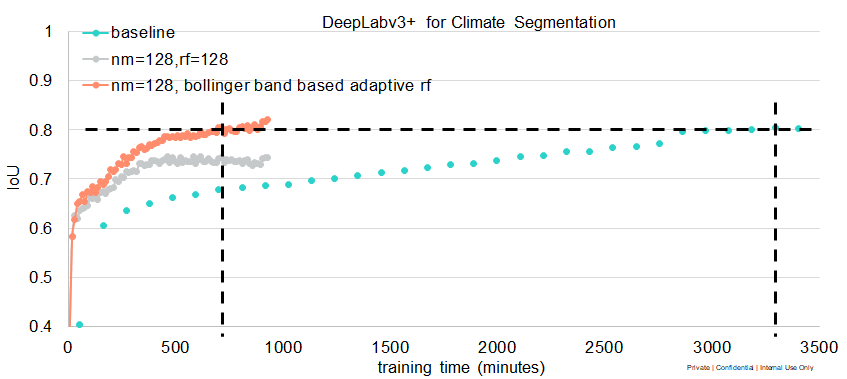 DeepLabv3+ for Climate Segmentation
1
baseline
nm=128,rf=128
0.9
nm=128, bollinger band based adaptive rf
0.8
0.7
IoU
0.6
0.5
0.4
0 500 1000 1500 2000 2500 3000 3500
training time (minutes)
Private | Confidential | Internal Use Only